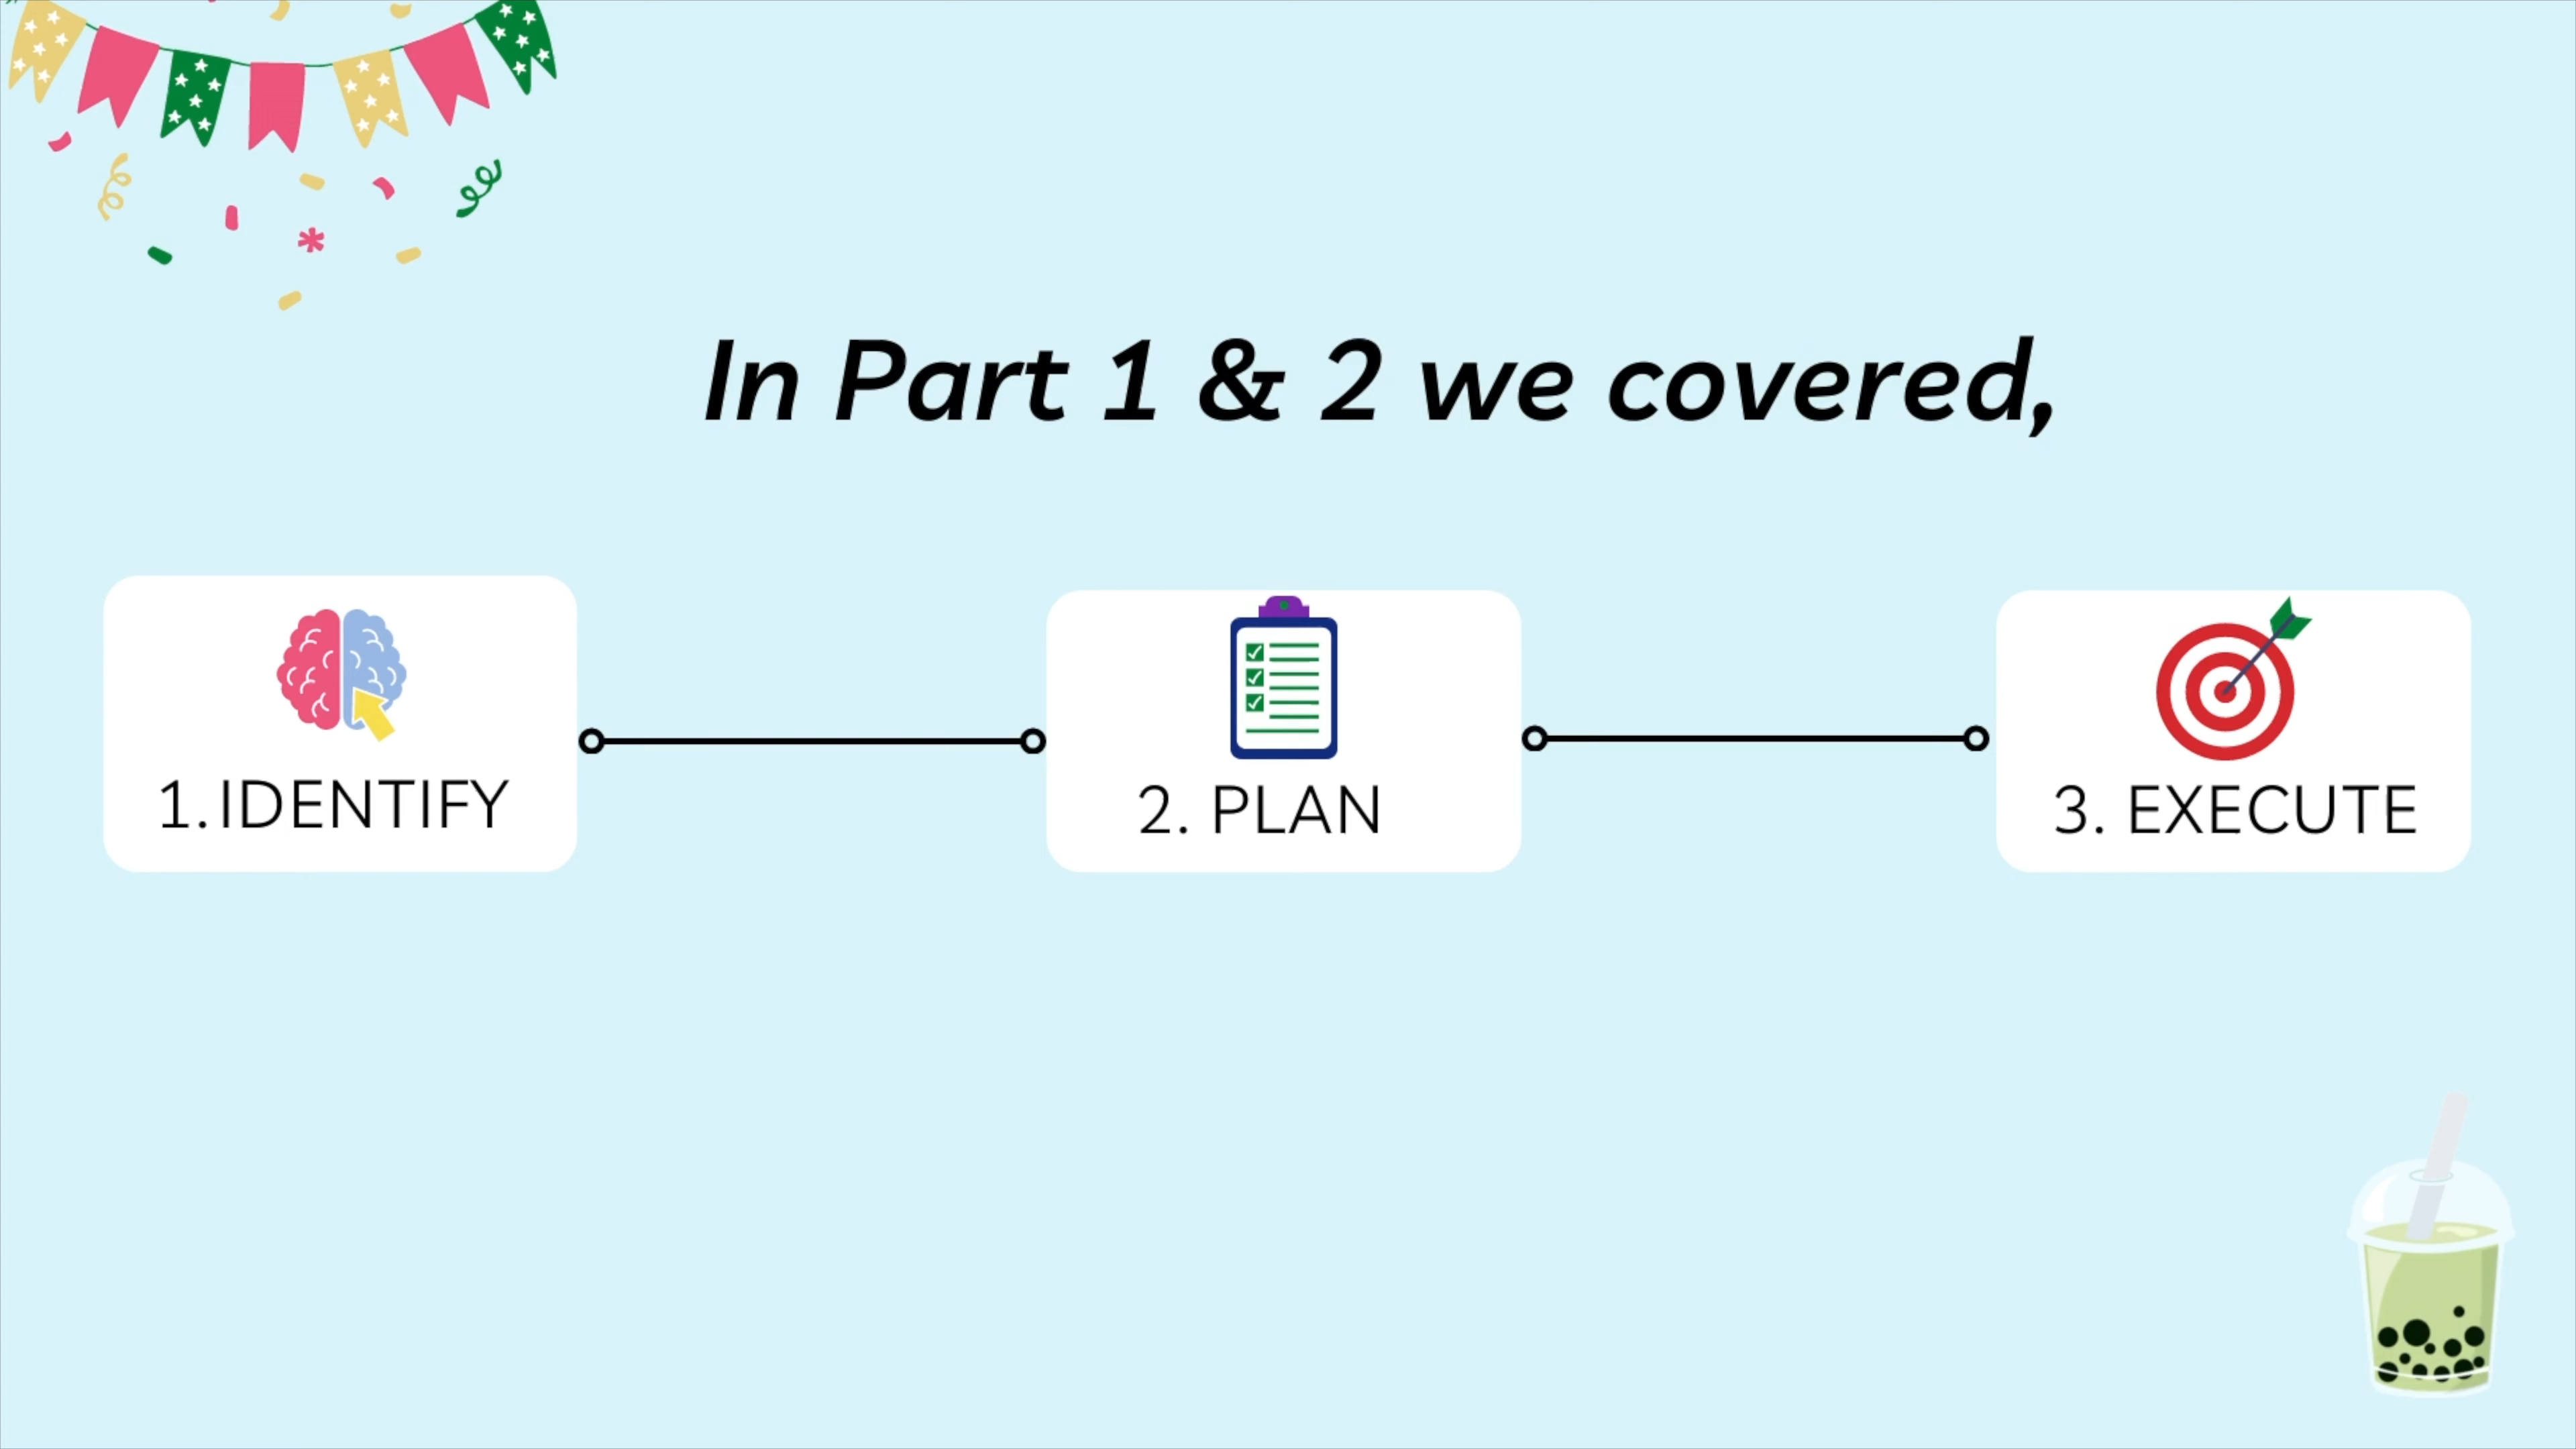 In Part 1 & 2 we covered,
1. IDENTIFY
2. PLAN
3. EXECUTE